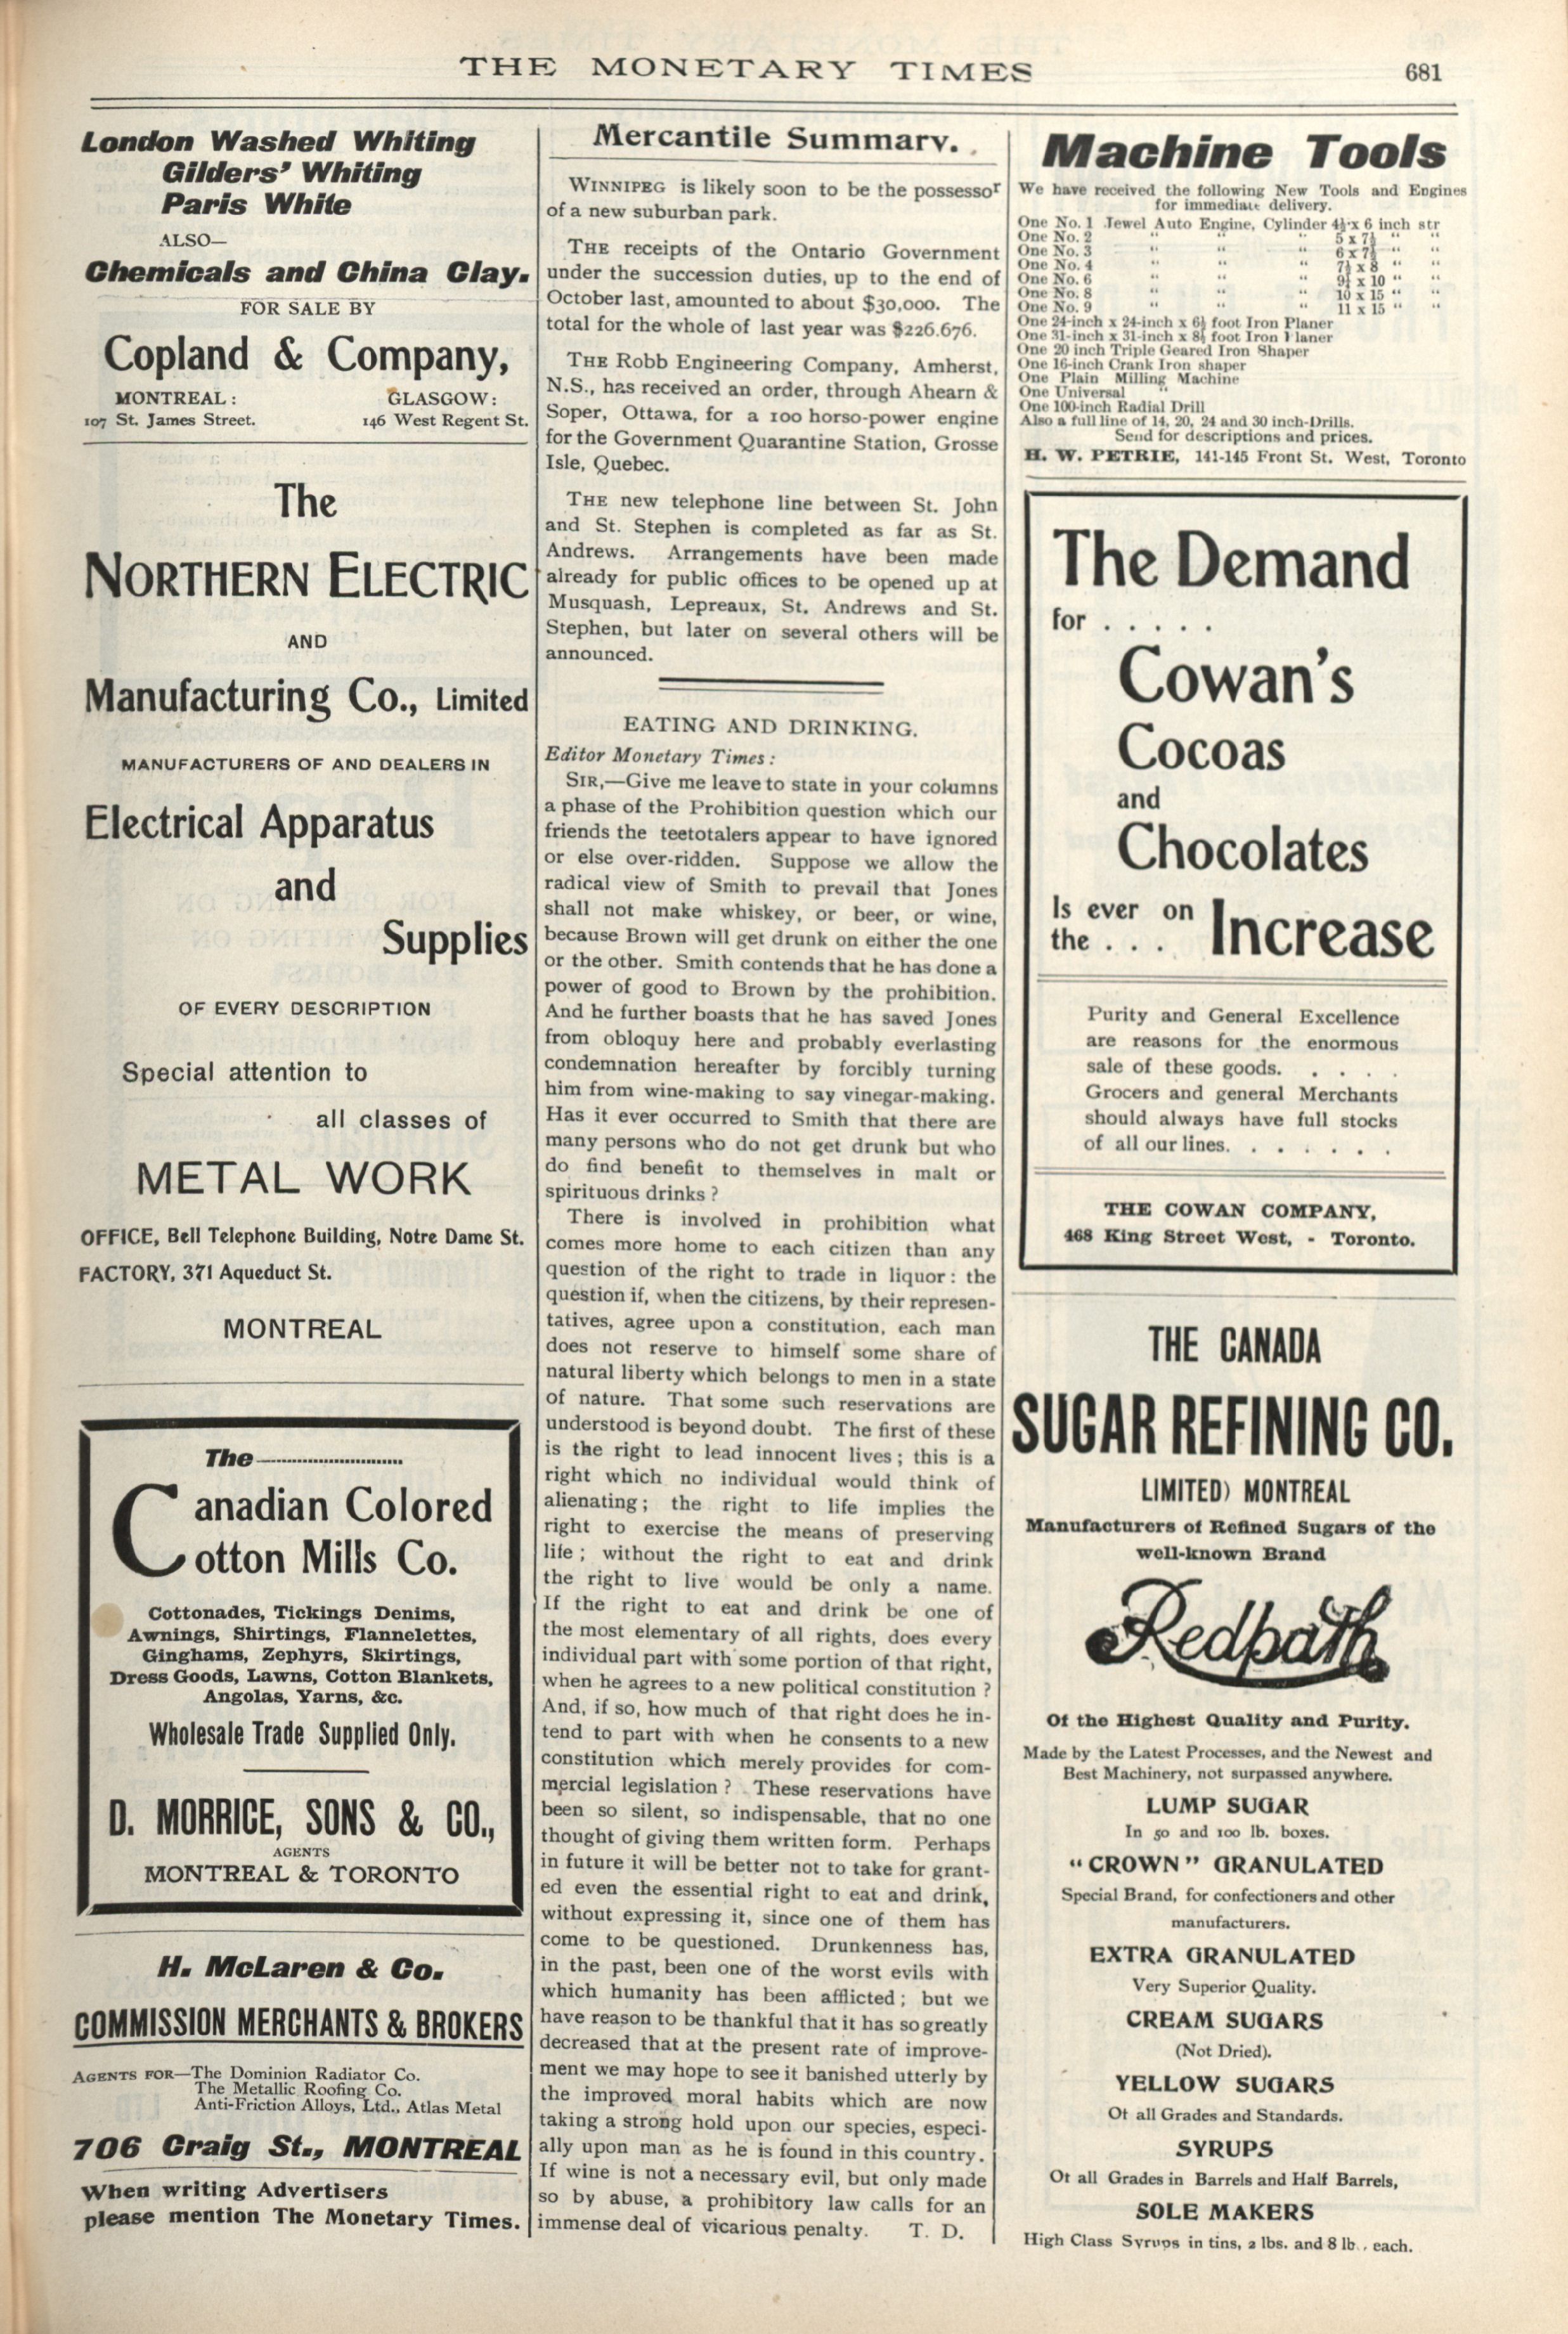 THE MONETARY TIMES
681
London Washed Whiting
Gilders' Whiting
Paris White
ALSO—
Chemicals and China Clay.
FOR SALE BY
Copland & Company,
MONTREAL : GLASGOW:
107 St. James Street. 146 West Regent St.
The
NORTHERN ELECTRIC
AND
Manufacturing Co., Limited
MANUFACTURERS OF AND DEALERS IN
Electrical Apparatus
and
Supplies
OF EVERY DESCRIPTION
Special attention to
all classes of
METAL WORK
OFFICE, Bell Telephone Building, Notre Dame St.
FACTORY, 371 Aqueduct St.
MONTREAL
The
Canadian Colored
Cotton Mills Co.
Cottonades, Tickings Denims,
Awnings, Shirtings, Flannelettes,
Ginghams, Zephyrs, Skirtings,
Dress Goods, Lawns, Cotton Blankets,
Angolas, Yarns, &c.
Wholesale Trade Supplied Only.
D. MORRICE, SONS & CO.,
AGENTS
MONTREAL & TORONTO
H. McLaren & Co.
COMMISSION MERCHANTS & BROKERS
AGENTS FOR—The Dominion Radiator Co.
The Metallic Roofing Co.
Anti-Friction Alloys, Ltd., Atlas Metal
706 Craig St., MONTREAL
When writing Advertisers
please mention The Monetary Times.
Mercantile Summary.
WINNIPEG is likely soon to be the possessor
of a new suburban park.
THE receipts of the Ontario Government
under the succession duties, up to the end of
October last, amounted to about $30,000. The
total for the whole of last year was $226.676.
THE Robb Engineering Company, Amherst,
N.S., has received an order, through Ahearn &
Soper, Ottawa, for a 100 horso-power engine
for the Government Quarantine Station, Grosse
Isle, Quebec.
THE new telephone line between St. John
and St. Stephen is completed as far as St.
Andrews. Arrangements have been made
already for public offices to be opened up at
Musquash, Lepreaux, St. Andrews and St.
Stephen, but later on several others will be
announced.
EATING AND DRINKING.
Editor Monetary Times :
SIR,—Give me leave to state in your columns
a phase of the Prohibition question which our
friends the teetotalers appear to have ignored
or else over-ridden. Suppose we allow the
radical view of Smith to prevail that Jones
shall not make whiskey, or beer, or wine,
because Brown will get drunk on either the one
or the other. Smith contends that he has done a
power of good to Brown by the prohibition.
And he further boasts that he has saved Jones
from obloquy here and probably everlasting
condemnation hereafter by forcibly turning
him from wine-making to say vinegar-making.
Has it ever occurred to Smith that there are
many persons who do not get drunk but who
do find benefit to themselves in malt or
spirituous drinks ?
There is involved in prohibition what
comes more home to each citizen than any
question of the right to trade in liquor : the
question if, when the citizens, by their represen-
tatives, agree upon a constitution, each man
does not reserve to himself some share of
natural liberty which belongs to men in a state
of nature. That some such reservations are
understood is beyond doubt. The first of these
is the right to lead innocent lives ; this is a
right which no individual would think of
alienating ; the right to life implies the
right to exercise the means of preserving
life ; without the right to eat and drink
the right to live would be only a name.
If the right to eat and drink be one of
the most elementary of all rights, does every
individual part with some portion of that right,
when he agrees to a new political constitution ?
And, if so, how much of that right does he in-
tend to part with when he consents to a new
constitution which merely provides for com-
mercial legislation ? These reservations have
been so silent, so indispensable, that no one
thought of giving them written form. Perhaps
in future it will be better not to take for grant-
ed even the essential right to eat and drink,
without expressing it, since one of them has
come to be questioned. Drunkenness has,
in the past, been one of the worst evils with
which humanity has been afflicted ; but we
have reason to be thankful that it has so greatly
decreased that at the present rate of improve-
ment we may hope to see it banished utterly by
the improved moral habits which are now
taking a strong hold upon our species, especi-
ally upon man as he is found in this country.
If wine is not a necessary evil, but only made
so by abuse, a prohibitory law calls for an
immense deal of vicarious penalty. T. D.
Machine Tools
We have received the following New Tools and Engines
for immediate delivery.
One No. 1 Jewel Auto Engine, Cylinder 4½ x 6 inch str
One No. 2 " " " 5 x 7½ " "
One No. 3 " " " 6 x 7½ " "
One No. 4 " " " 7½ x 8 " "
One No. 6 " " " 9½ x 10 " "
One No. 8 " " " 10 x 15 " "
One No. 9 " " " 11 x 15 " "
One 24-inch x 24-inch x 6½ foot Iron Planer
One 31-inch x 31-inch x 8½ foot Iron Planer
One 20 inch Triple Geared Iron Shaper
One 16-inch Crank Iron shaper
One Plain Milling Machine
One Universal "
One 100-inch Radial Drill
Also a full line of 14, 20, 24 and 30 inch-Drills.
Send for descriptions and prices.
H. W. PETRIE, 141-145 Front St. West, Toronto
The Demand
for . . . . .
Cowan's
Cocoas
and
Chocolates
Is ever on
the . . . Increase
Purity and General Excellence
are reasons for the enormous
sale of these goods. . . . .
Grocers and general Merchants
should always have full stocks
of all our lines. . . . . . .
THE COWAN COMPANY,
468 King Street West, - Toronto.
THE CANADA
SUGAR REFINING CO.
LIMITED) MONTREAL
Manufacturers of Refined Sugars of the
well-known Brand
Redpath
Of the Highest Quality and Purity.
Made by the Latest Processes, and the Newest and
Best Machinery, not surpassed anywhere.
LUMP SUGAR
In 50 and 100 lb. boxes.
"CROWN" GRANULATED
Special Brand, for confectioners and other
manufacturers.
EXTRA GRANULATED
Very Superior Quality.
CREAM SUGARS
(Not Dried).
YELLOW SUGARS
Of all Grades and Standards.
SYRUPS
Of all Grades in Barrels and Half Barrels,
SOLE MAKERS
High Class Syrups in tins, 2 lbs. and 8 lb., each.